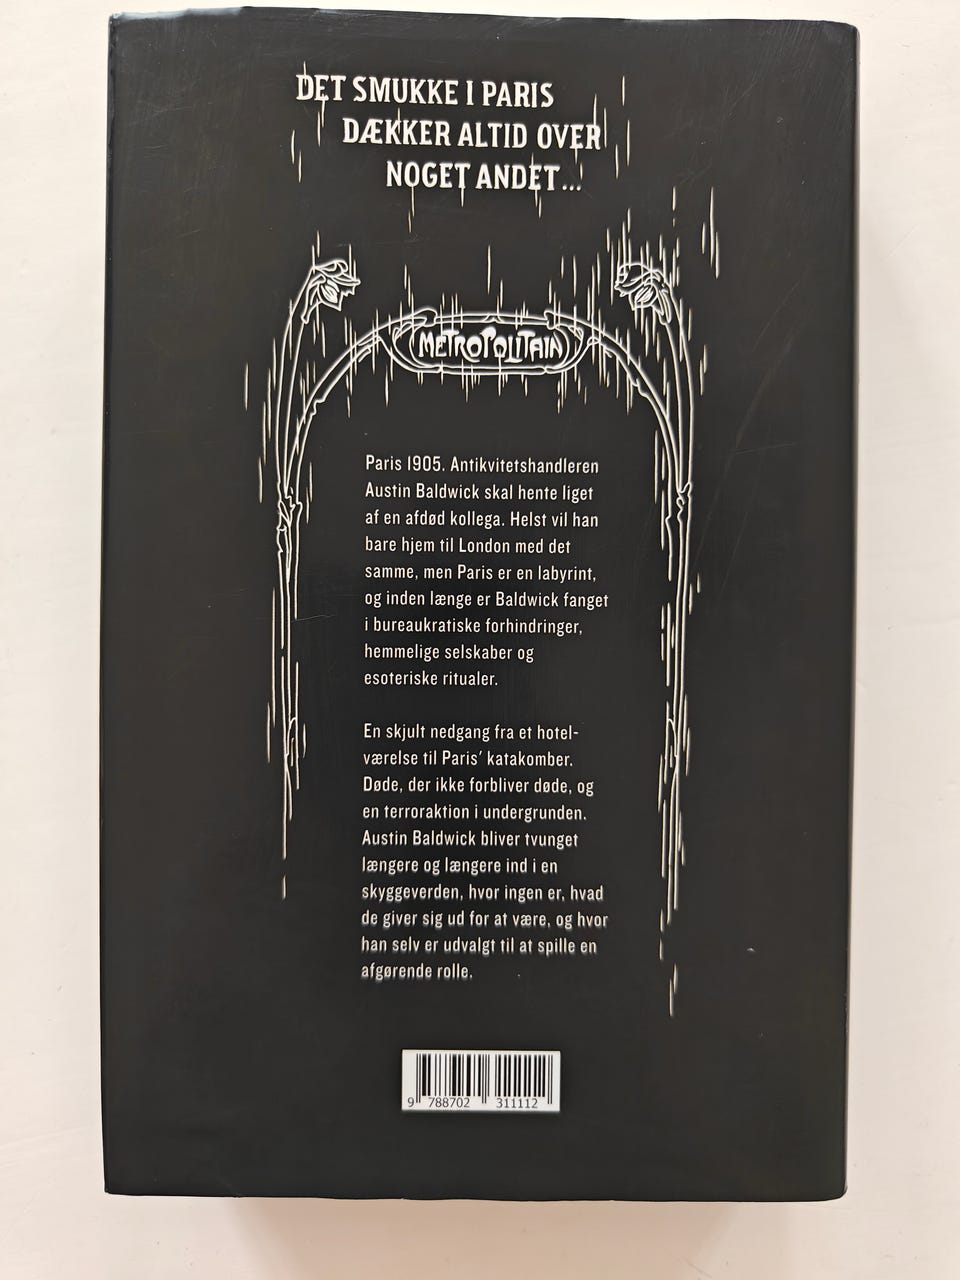 DET SMUKKE I PARIS
DÆKKER ALTID OVER
NOGET ANDET...
METROPOLITAIN
Paris 1905. Antikvitetshandleren
Austin Baldwick skal hente liget
af en afdød kollega. Helst vil han
bare hjem til London med det
samme, men Paris er en labyrint,
og inden længe er Baldwick fanget
i bureaukratiske forhindringer,
hemmelige selskaber og
esoteriske ritualer.
En skjult nedgang fra et hotel-
værelse til Paris' katakomber.
Døde, der ikke forbliver døde, og
en terroraktion i undergrunden.
Austin Baldwick bliver tvunget
længere og længere ind i en
skyggeverden, hvor ingen er, hvad
de giver sig ud for at være, og hvor
han selv er udvalgt til at spille en
afgørende rolle.
9 788702 311112